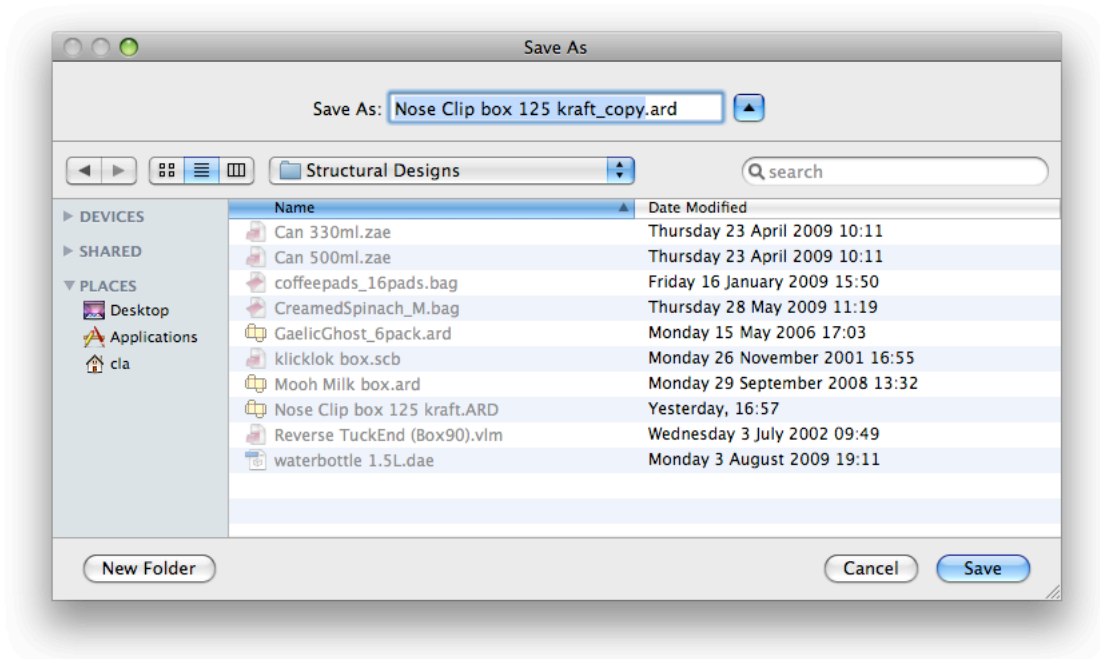 Save As
Save As: Nose Clip box 125 kraft_copy.ard
Structural Designs search
DEVICES
SHARED
PLACES
Desktop
Applications
cla
Name Date Modified
Can 330ml.zae Thursday 23 April 2009 10:11
Can 500ml.zae Thursday 23 April 2009 10:11
coffeepads_16pads.bag Friday 16 January 2009 15:50
CreamedSpinach_M.bag Thursday 28 May 2009 11:19
GaelicGhost_6pack.ard Monday 15 May 2006 17:03
klicklok box.scb Monday 26 November 2001 16:55
Mooh Milk box.ard Monday 29 September 2008 13:32
Nose Clip box 125 kraft.ARD Yesterday, 16:57
Reverse TuckEnd (Box90).vlm Wednesday 3 July 2002 09:49
waterbottle 1.5L.dae Monday 3 August 2009 19:11
New Folder Cancel Save